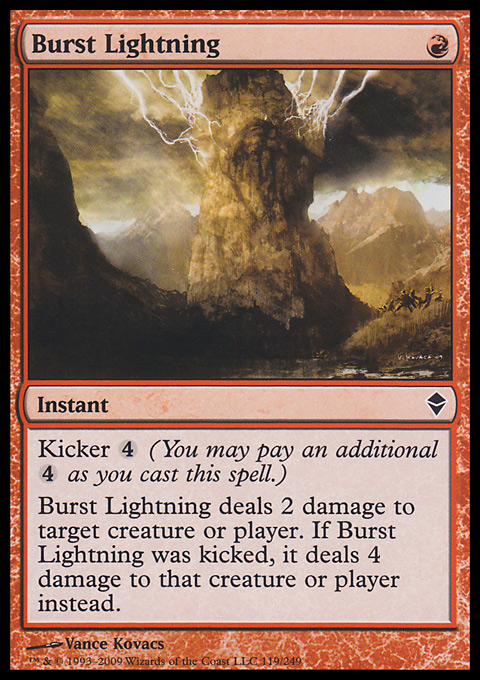 Burst Lightning
V. KOVACS 09
Instant
Kicker 4 (You may pay an additional
4 as you cast this spell.)
Burst Lightning deals 2 damage to
target creature or player. If Burst
Lightning was kicked, it deals 4
damage to that creature or player
instead.
Vance Kovacs
™ & © 1993–2009 Wizards of the Coast LLC 119/249